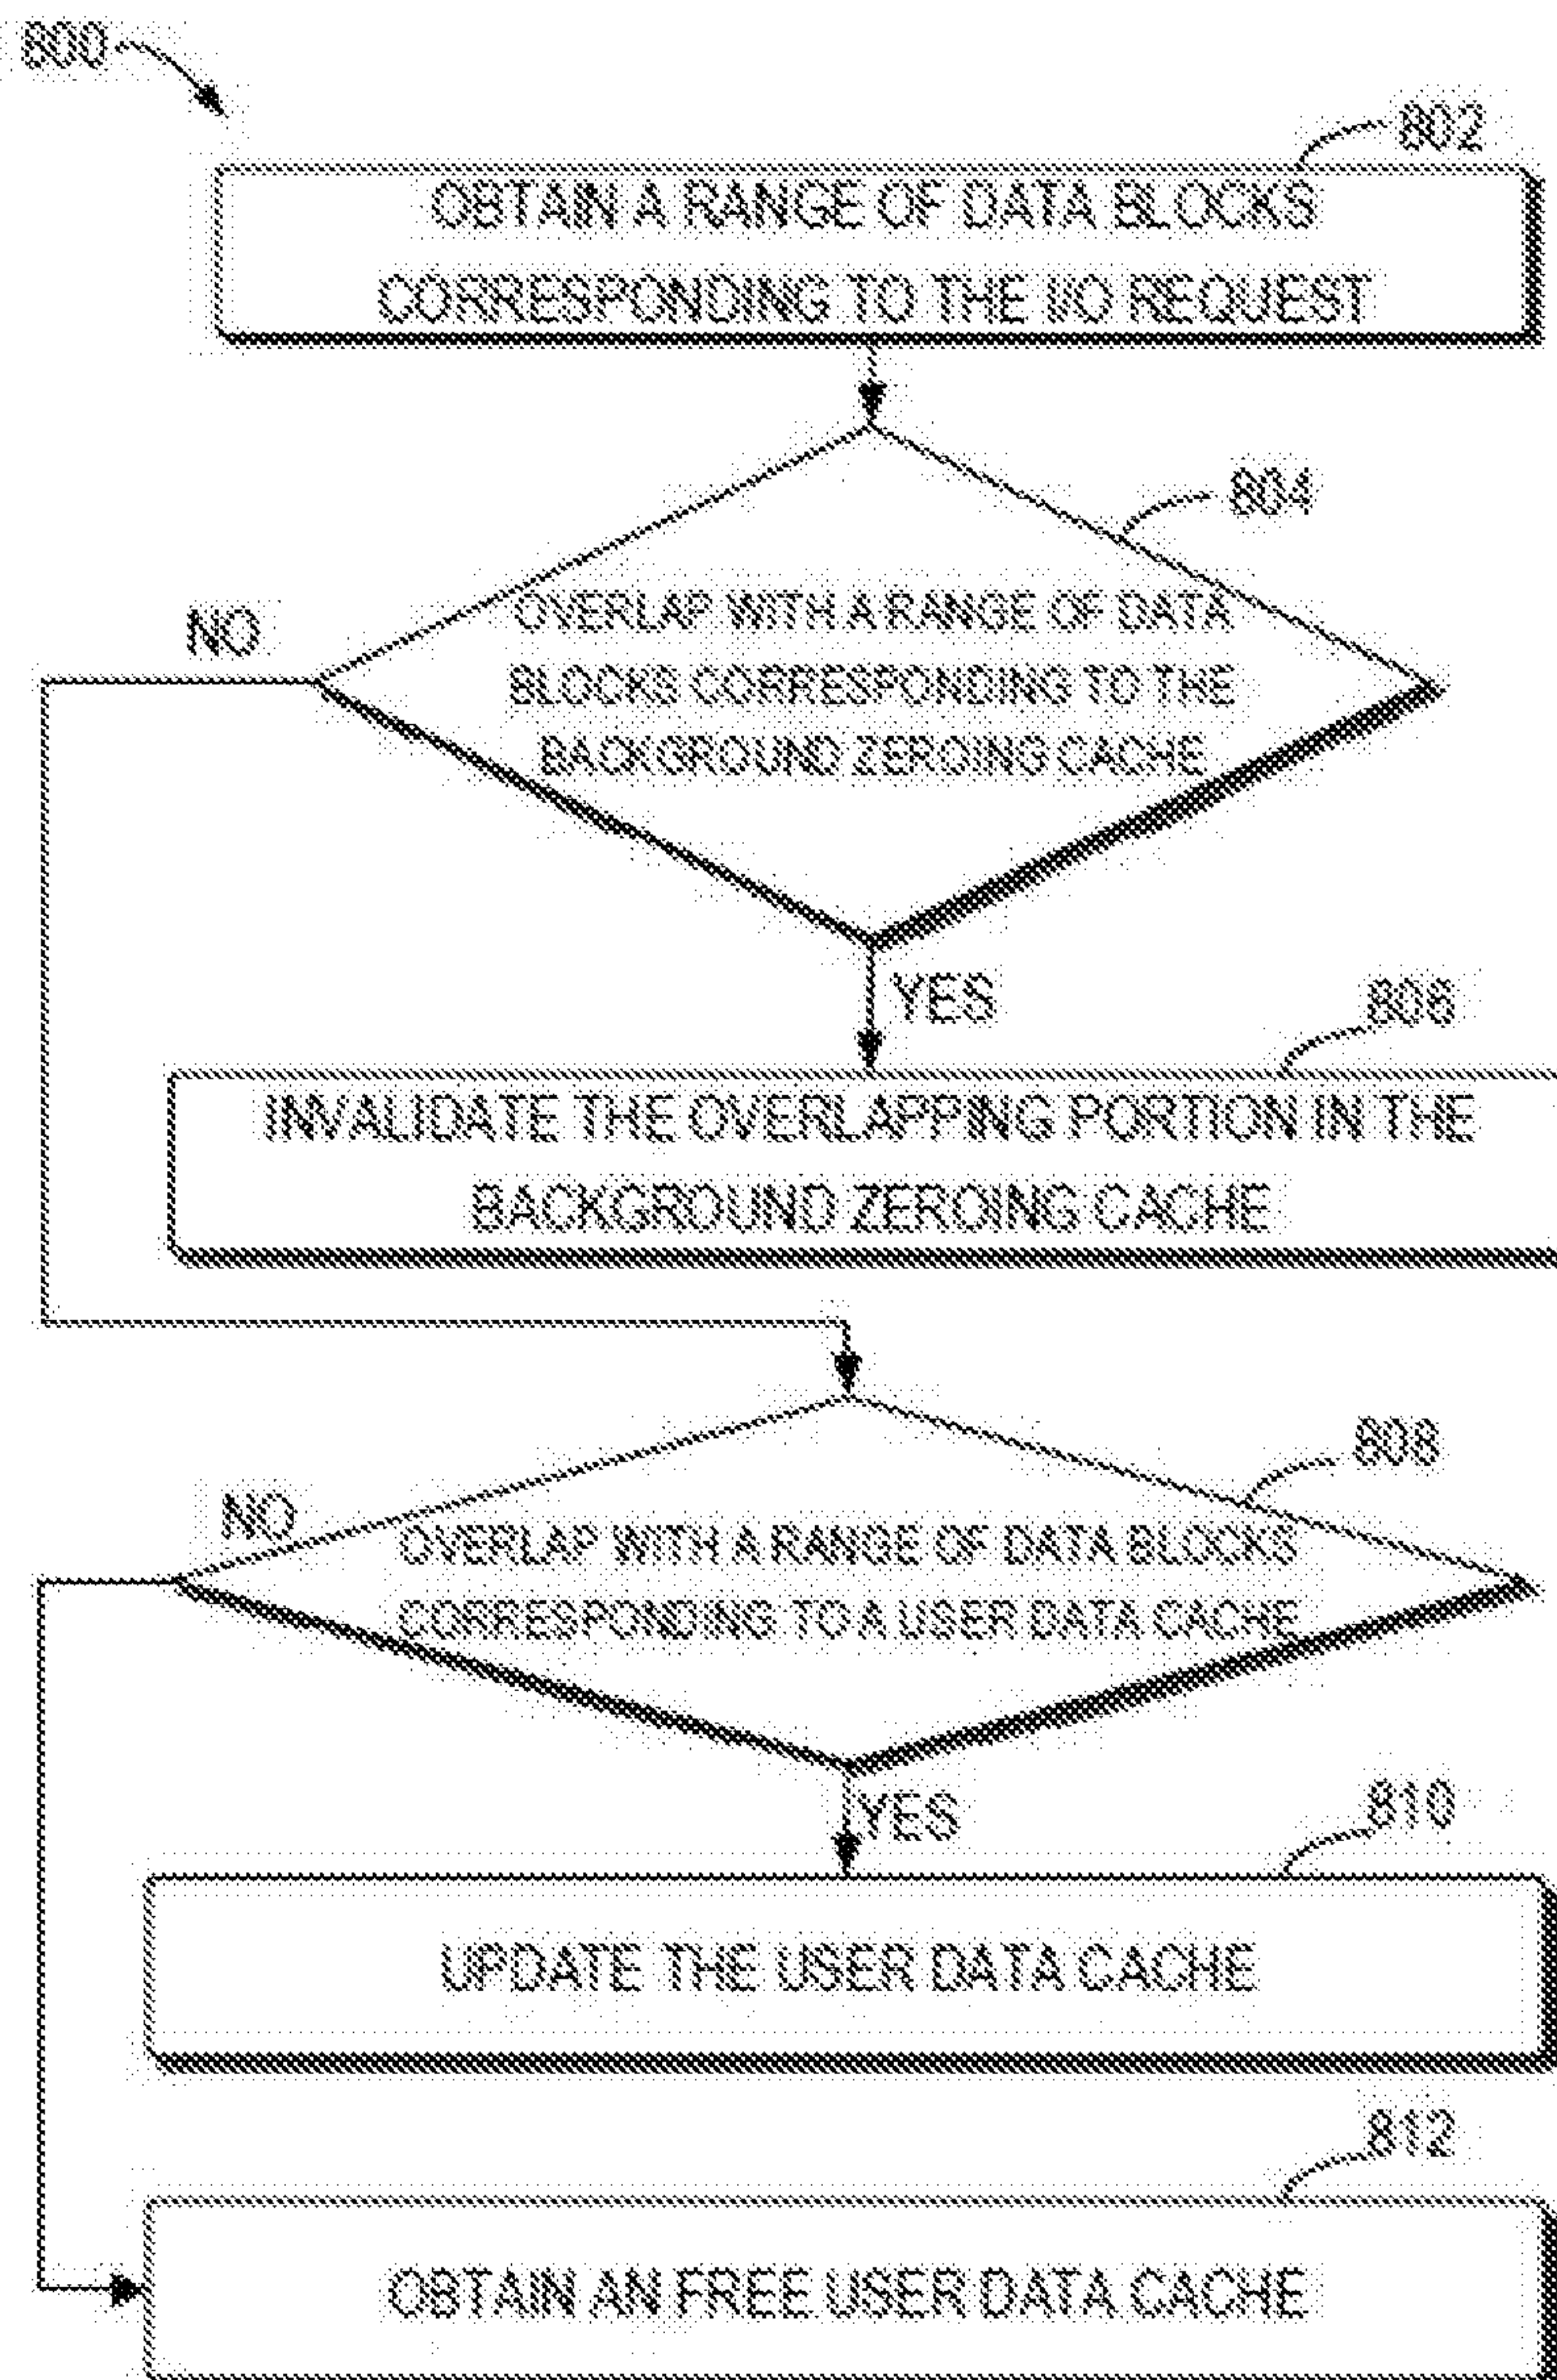 800
802
OBTAIN A RANGE OF DATA BLOCKS
CORRESPONDING TO THE I/O REQUEST
804
NO
OVERLAP WITH A RANGE OF DATA
BLOCKS CORRESPONDING TO THE
BACKGROUND ZEROING CACHE
YES
806
INVALIDATE THE OVERLAPPING PORTION IN THE
BACKGROUND ZEROING CACHE
808
NO
OVERLAP WITH A RANGE OF DATA BLOCKS
CORRESPONDING TO A USER DATA CACHE
YES
810
UPDATE THE USER DATA CACHE
812
OBTAIN AN FREE USER DATA CACHE